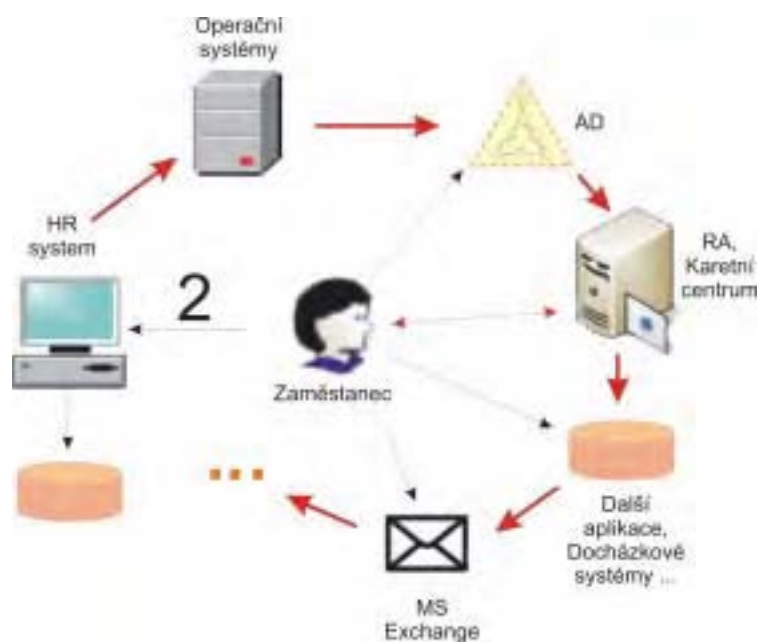 Operační
systémy
AD
HR
system
RA,
Karetní
centrum
2
Zaměstanec
Další
aplikace,
Docházkové
systémy ...
MS
Exchange